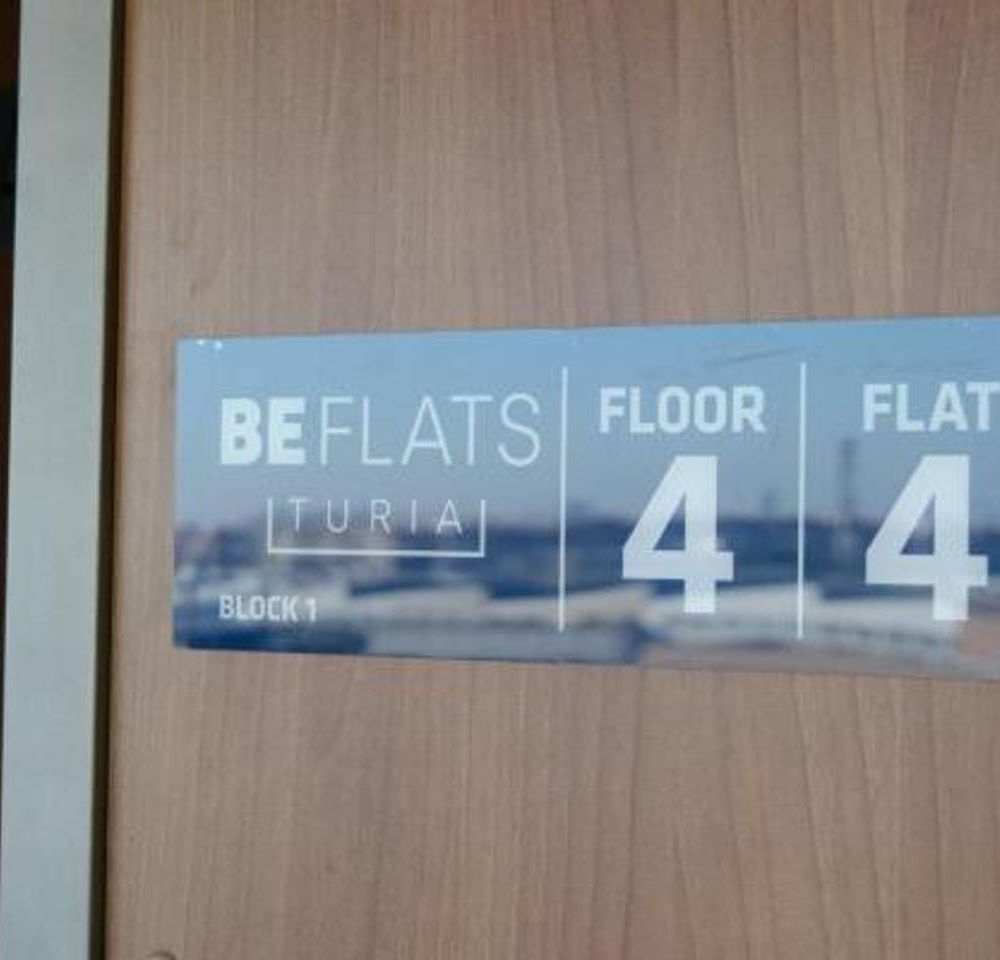 BEFLATS
TURIA
BLOCK 1
FLOOR
4
FLAT
4